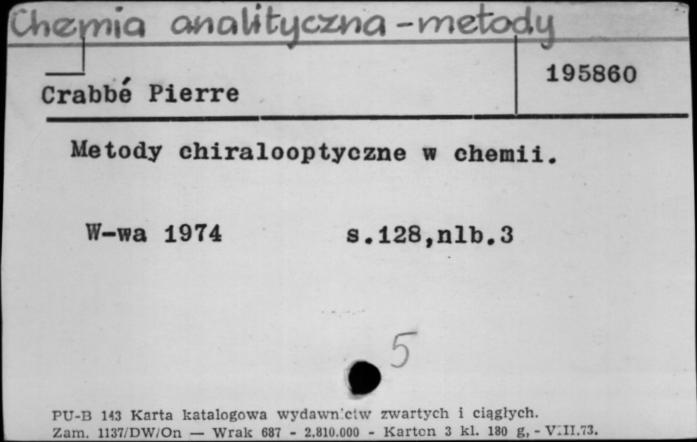 Chemia analityczna - metody
195860
Crabbé Pierre
Metody chiralooptyczne w chemii.
W-wa 1974 s.128,nlb.3
5
PU-B 143 Karta katalogowa wydawnictw zwartych i ciągłych.
Zam. 1137/DW/On — Wrak 687 - 2.810.000 - Karton 3 kl. 180 g, - VIII.73.